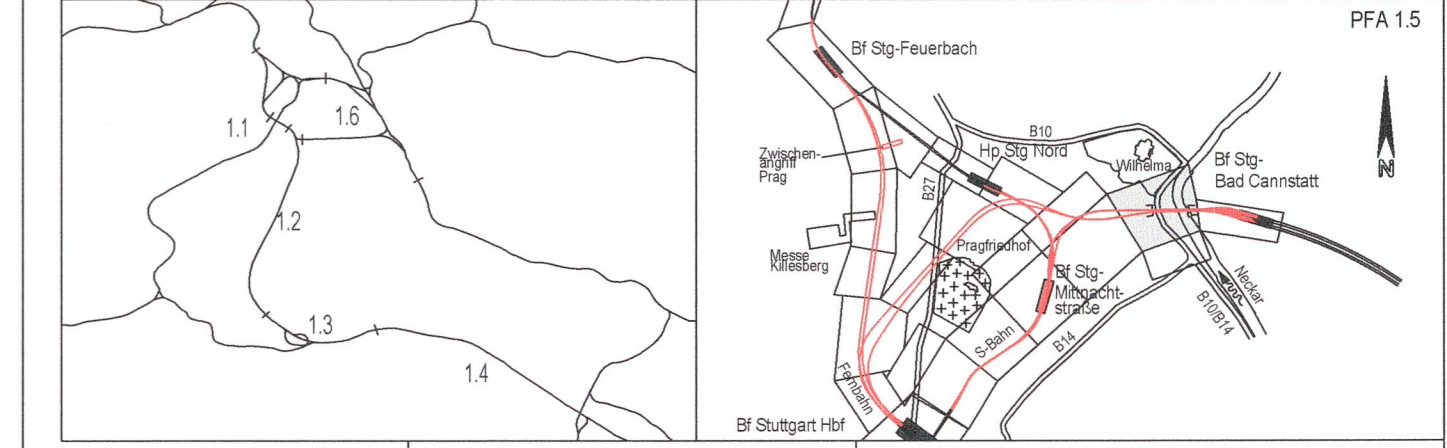 1.1
1.6
1.2
1.3
1.4
PFA 1.5
Bf Stg-Feuerbach
B10
Hp Stg Nord
Wilhelma
Bf Stg-
Bad Cannstatt
Zwischen-
angriff
Prag
B27
N
Messe
Killesberg
Pragfriedhof
Bf Stg-
Mittnacht-
straße
Neckar
B10/B14
S-Bahn
B14
Fernbahn
Bf Stuttgart Hbf